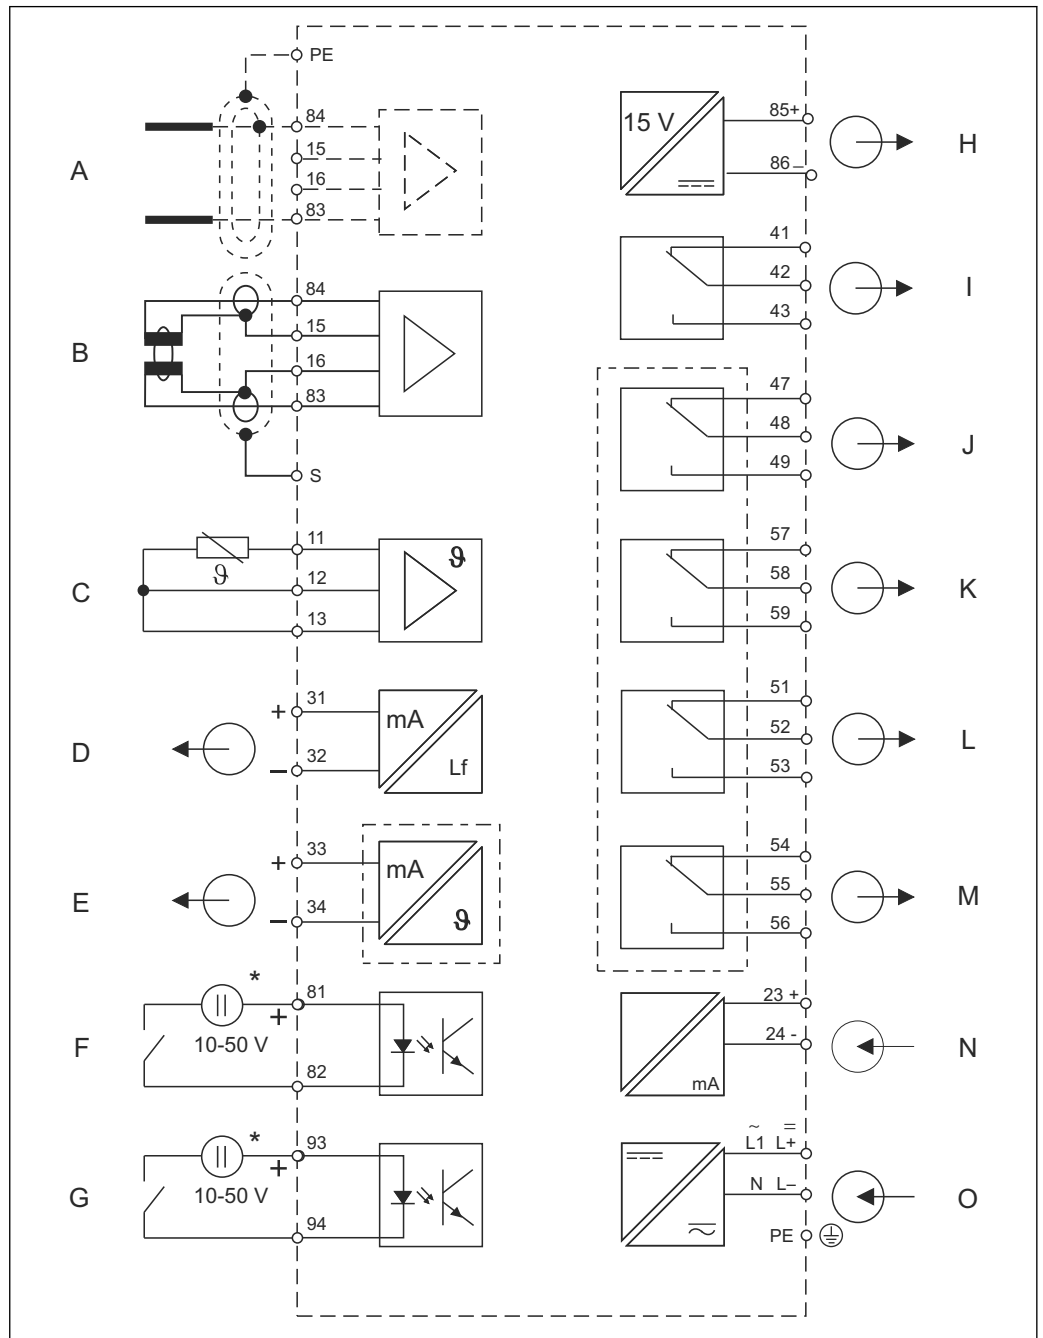 PE
A
84
15
16
83
B
84
15
16
83
S
C
ϑ
11
12
13
ϑ
D
+ 31
– 32
mA
Lf
E
+ 33
– 34
mA
ϑ
F
*
10-50 V
+
81
82
G
*
10-50 V
+
93
94
15 V
85+
86–
H
41
42
43
I
47
48
49
J
57
58
59
K
51
52
53
L
54
55
56
M
23 +
24 -
mA
N
~ =
L1 L+
N L–
PE
O